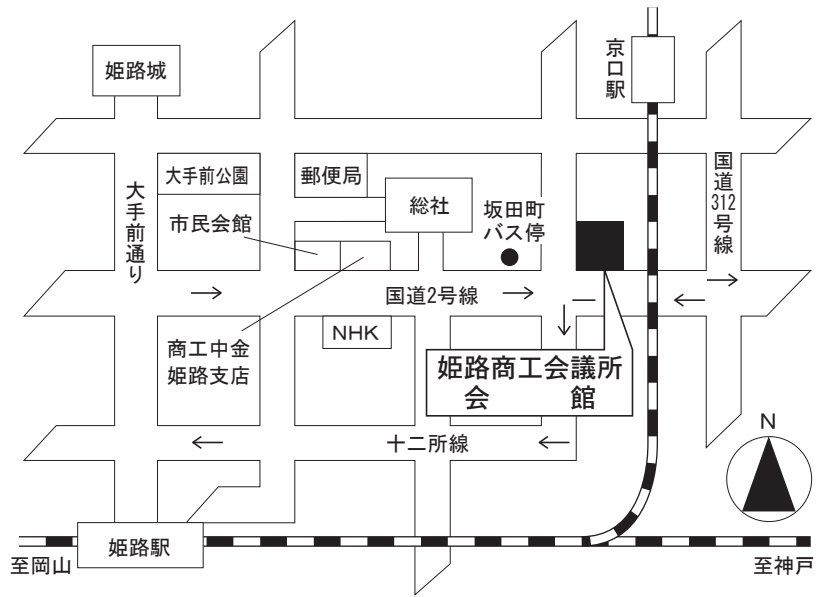 姫路城
京口駅
大手前公園
郵便局
総社
坂田町
バス停
国道312号線
大手前通り
市民会館
国道2号線
商工中金
姫路支店
NHK
姫路商工会議所
会 館
十二所線
N
姫路駅
至岡山
至神戸